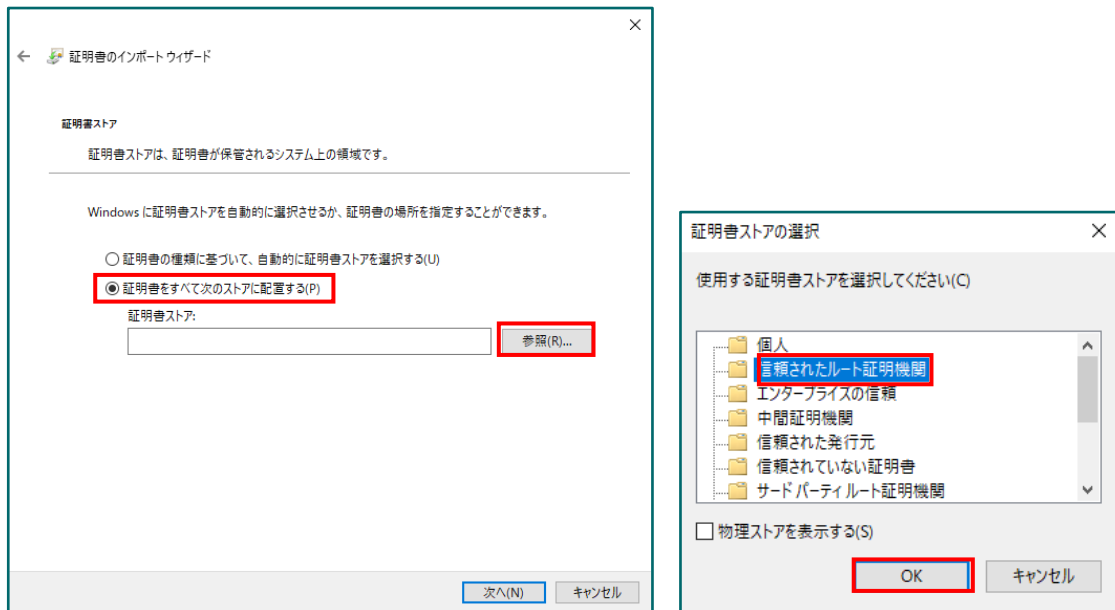 証明書のインポート ウィザード
証明書ストア
証明書ストアは、証明書が保管されるシステム上の領域です。
Windows に証明書ストアを自動的に選択させるか、証明書の場所を指定することができます。
証明書の種類に基づいて、自動的に証明書ストアを選択する(U)
証明書をすべて次のストアに配置する(P)
証明書ストア:
参照(R)...
次へ(N)
キャンセル
証明書ストアの選択
使用する証明書ストアを選択してください(C)
個人
信頼されたルート証明機関
エンタープライズの信頼
中間証明機関
信頼された発行元
信頼されていない証明書
サード パーティ ルート証明機関
物理ストアを表示する(S)
OK
キャンセル